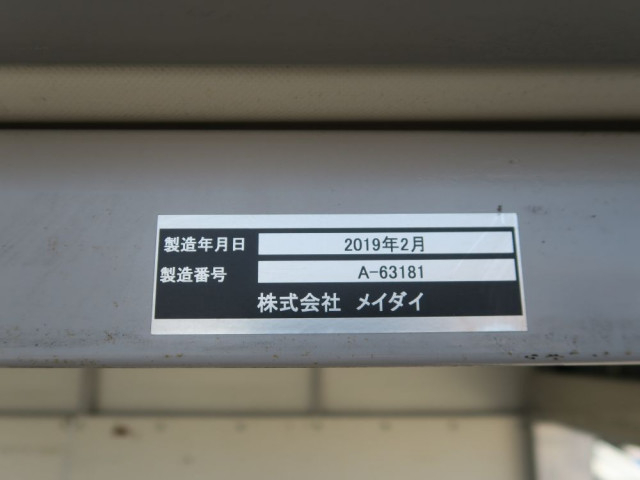 製造年月日 2019年2月
製造番号 A-63181
株式会社 メイダイ